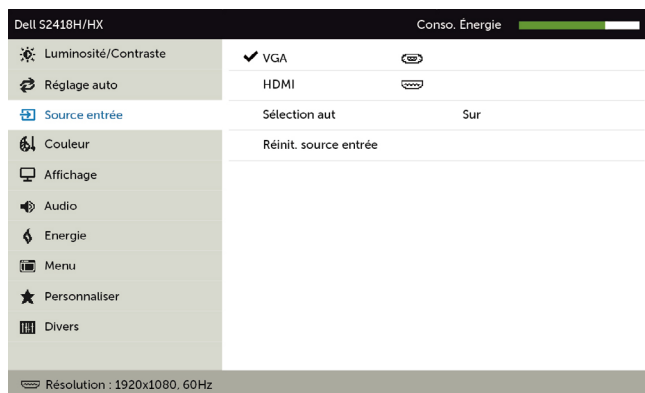 Dell S2418H/HX Conso. Énergie
Luminosité/Contraste
VGA
Réglage auto
HDMI
Source entrée
Sélection aut Sur
Couleur
Réinit. source entrée
Affichage
Audio
Energie
Menu
Personnaliser
Divers
Résolution : 1920x1080, 60Hz